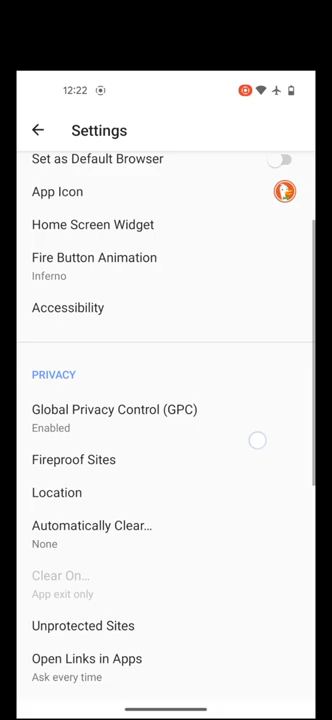 12:22
Settings
Set as Default Browser
App Icon
Home Screen Widget
Fire Button Animation
Inferno
Accessibility
PRIVACY
Global Privacy Control (GPC)
Enabled
Fireproof Sites
Location
Automatically Clear...
None
Clear On...
App exit only
Unprotected Sites
Open Links in Apps
Ask every time